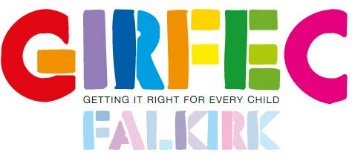 GIRFEC
GETTING IT RIGHT FOR EVERY CHILD
FALKIRK